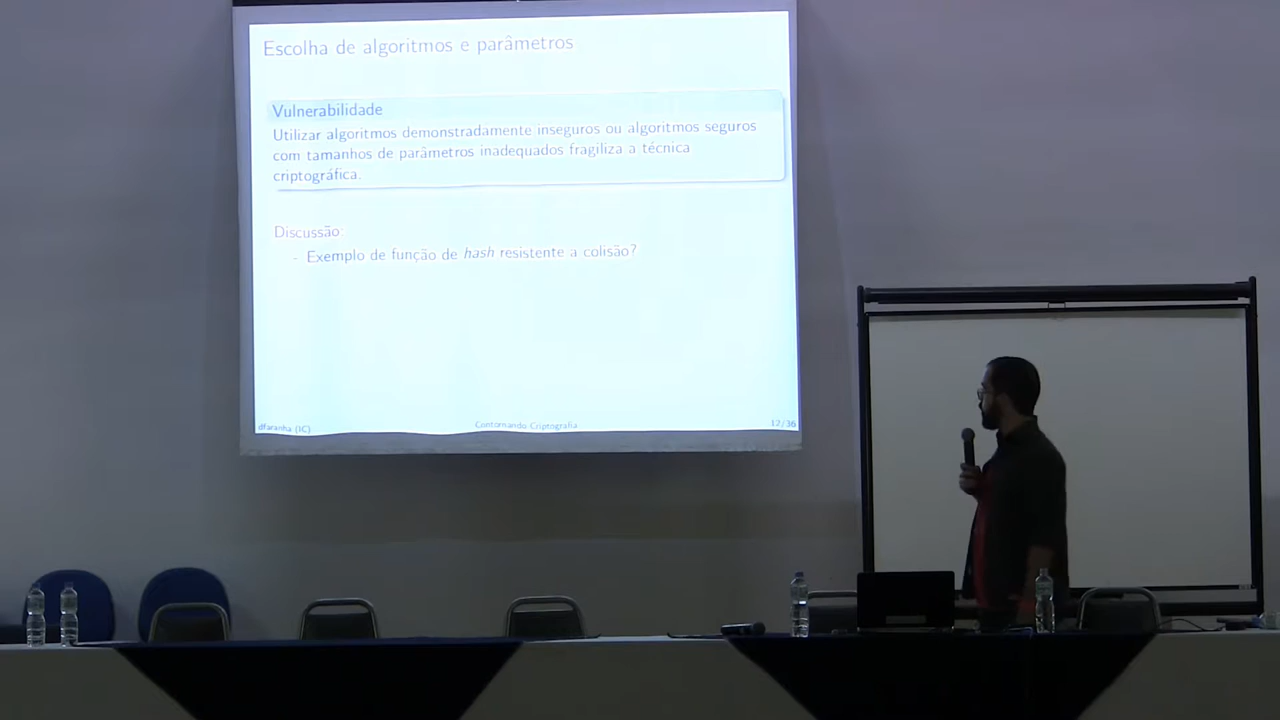 Escolha de algoritmos e parâmetros
Vulnerabilidade
Utilizar algoritmos demonstradamente inseguros ou algoritmos seguros
com tamanhos de parâmetros inadequados fragiliza a técnica
criptográfica.
Discussão:
- Exemplo de função de hash resistente a colisão?
dfaranha (IC) Contornando Criptografia 12/36